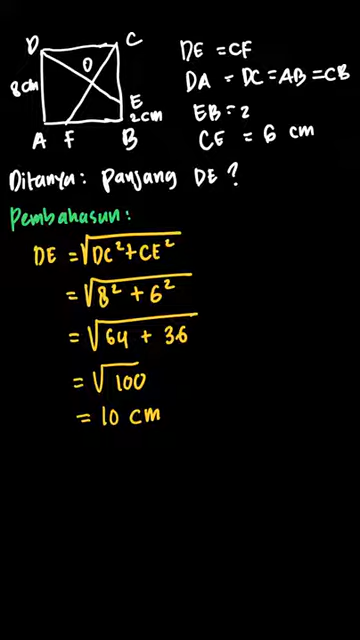 D C
O
8cm
E
2cm
A F B
DE = CF
DA = DC = AB = CB
EB = 2
CE = 6 cm
Ditanya: Panjang DE ?
Pembahasan:
DE = √DC² + CE²
= √8² + 6²
= √64 + 36
= √100
= 10 cm